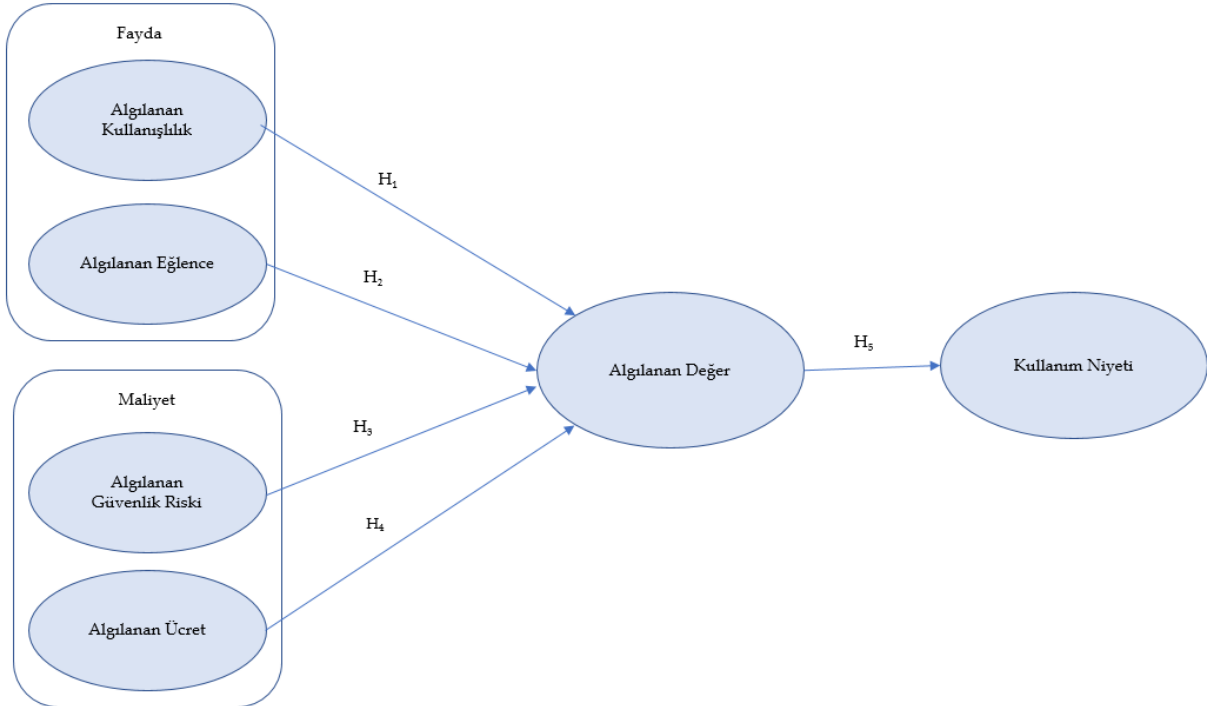 Fayda
Algılanan
Kullanışlılık
H₁
Algılanan Eğlence
H₂
Algılanan Değer
H₅
Kullanım Niyeti
Maliyet
H₃
Algılanan
Güvenlik Riski
H₄
Algılanan Ücret